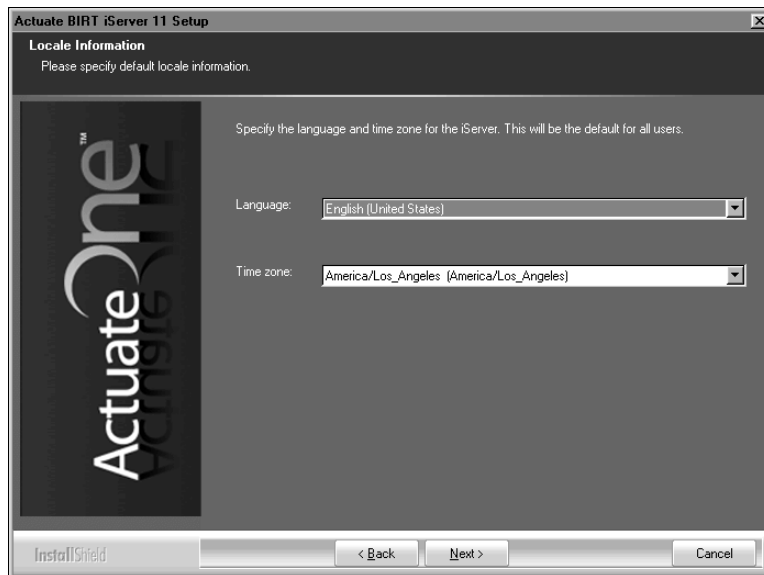 Actuate BIRT iServer 11 Setup
Locale Information
Please specify default locale information.
ActuateOne™
Specify the language and time zone for the iServer. This will be the default for all users.
Language:
English (United States)
Time zone:
America/Los_Angeles (America/Los_Angeles)
InstallShield
< Back
Next >
Cancel